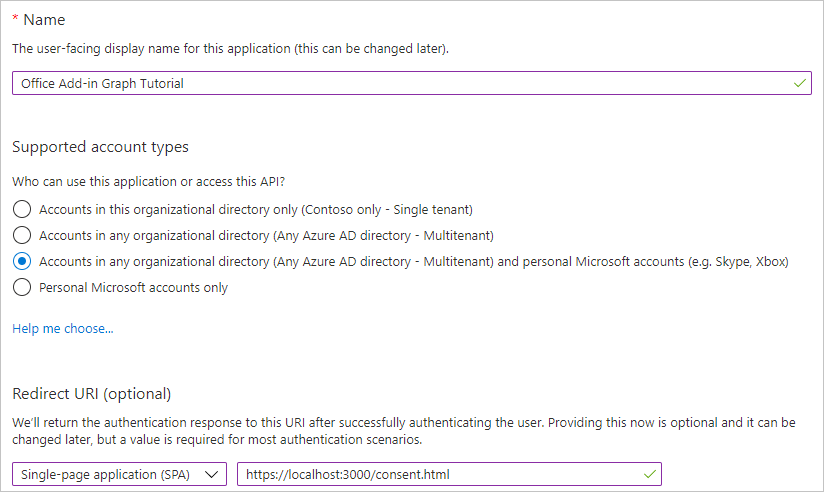 * Name
The user-facing display name for this application (this can be changed later).
Office Add-in Graph Tutorial
Supported account types
Who can use this application or access this API?
Accounts in this organizational directory only (Contoso only - Single tenant)
Accounts in any organizational directory (Any Azure AD directory - Multitenant)
Accounts in any organizational directory (Any Azure AD directory - Multitenant) and personal Microsoft accounts (e.g. Skype, Xbox)
Personal Microsoft accounts only
Help me choose...
Redirect URI (optional)
We'll return the authentication response to this URI after successfully authenticating the user. Providing this now is optional and it can be
changed later, but a value is required for most authentication scenarios.
Single-page application (SPA) https://localhost:3000/consent.html